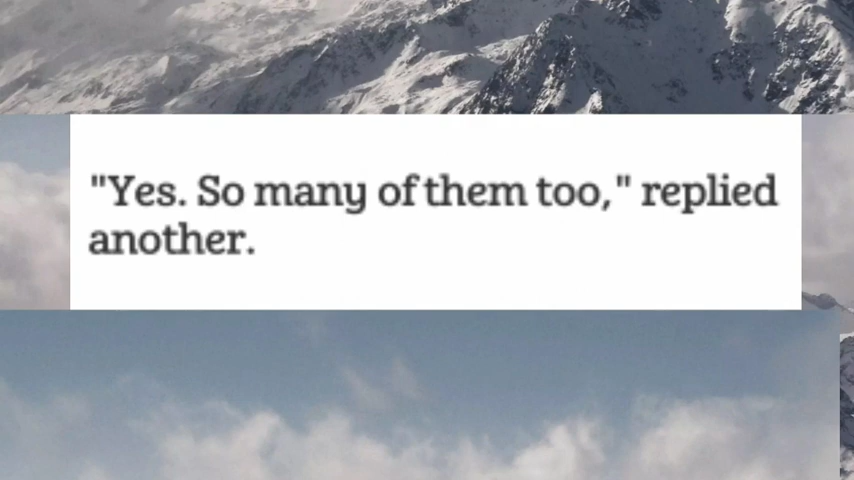 "Yes. So many of them too," replied
another.